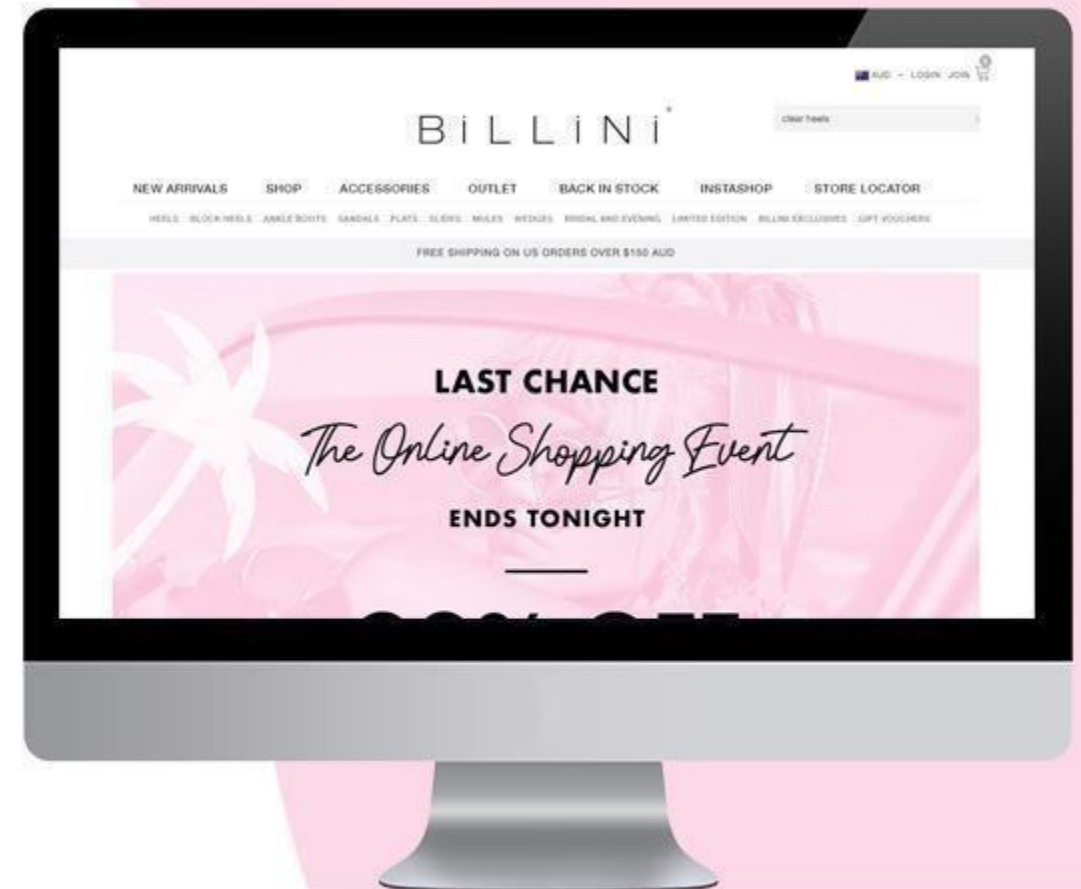 0
AUD LOGIN JOIN
BiLLiNi
clear heels
NEW ARRIVALS SHOP ACCESSORIES OUTLET BACK IN STOCK INSTASHOP STORE LOCATOR
HEELS BLOCK HEELS ANKLE BOOTS SANDALS FLATS SLIDES MULES WEDGES BRIDAL AND EVENING LIMITED EDITION BILLINI EXCLUSIVES GIFT VOUCHERS
FREE SHIPPING ON US ORDERS OVER $150 AUD
LAST CHANCE
The Online Shopping Event
ENDS TONIGHT
% OFF